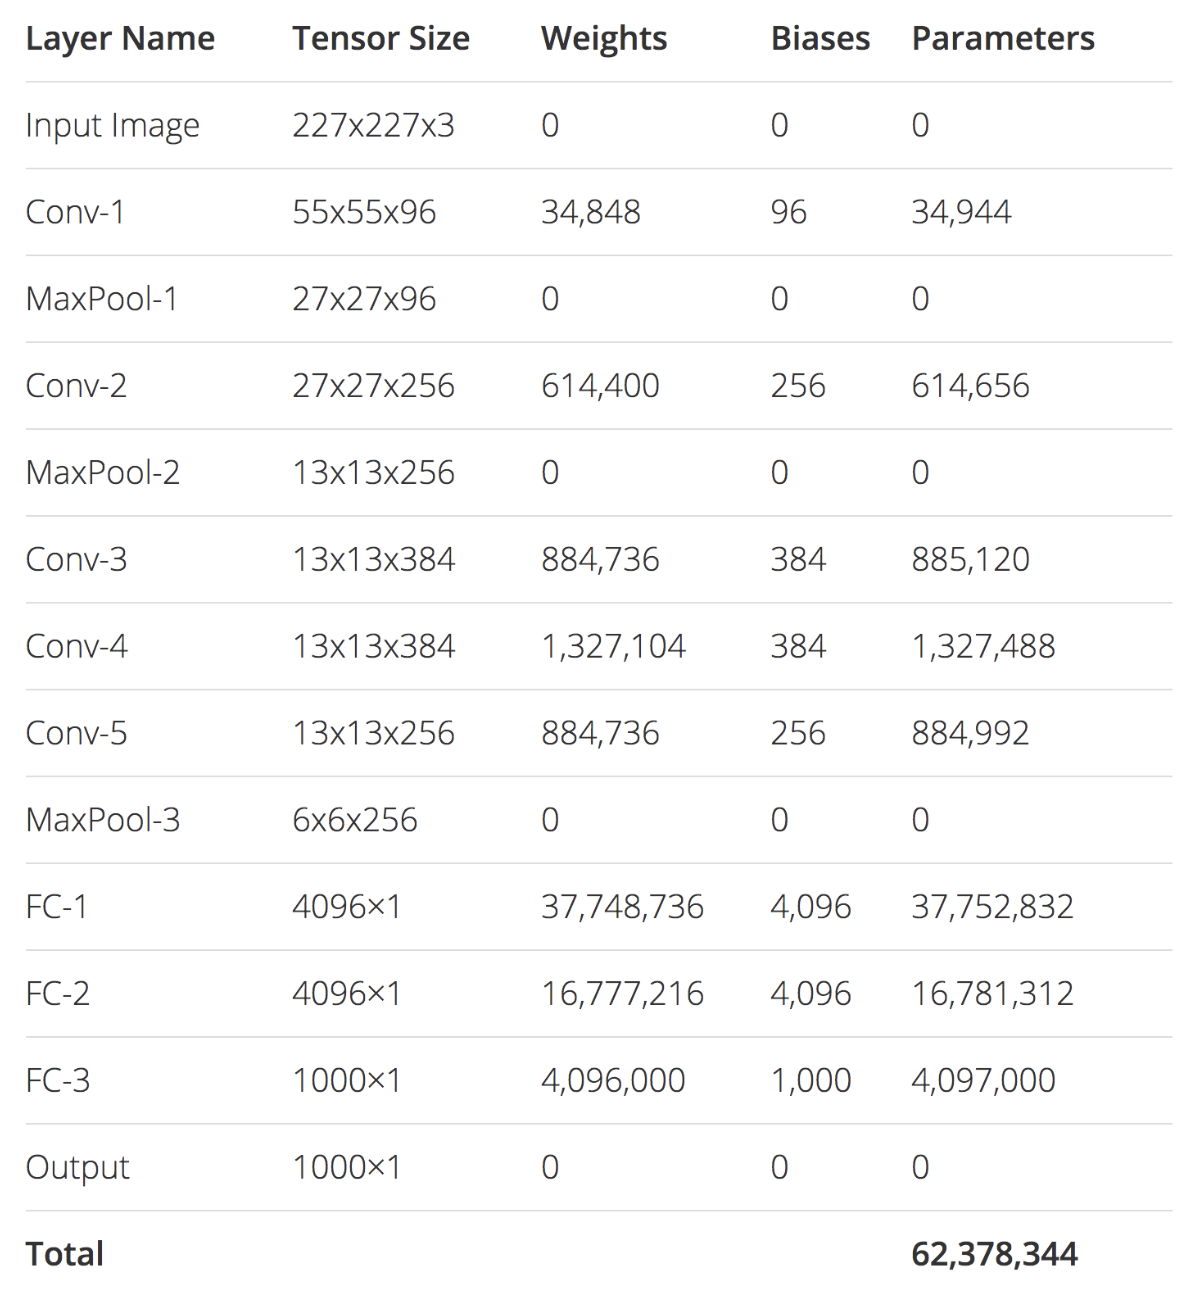 Layer Name Tensor Size Weights Biases Parameters
Input Image 227x227x3 0 0 0
Conv-1 55x55x96 34,848 96 34,944
MaxPool-1 27x27x96 0 0 0
Conv-2 27x27x256 614,400 256 614,656
MaxPool-2 13x13x256 0 0 0
Conv-3 13x13x384 884,736 384 885,120
Conv-4 13x13x384 1,327,104 384 1,327,488
Conv-5 13x13x256 884,736 256 884,992
MaxPool-3 6x6x256 0 0 0
FC-1 4096×1 37,748,736 4,096 37,752,832
FC-2 4096×1 16,777,216 4,096 16,781,312
FC-3 1000×1 4,096,000 1,000 4,097,000
Output 1000×1 0 0 0
Total 62,378,344